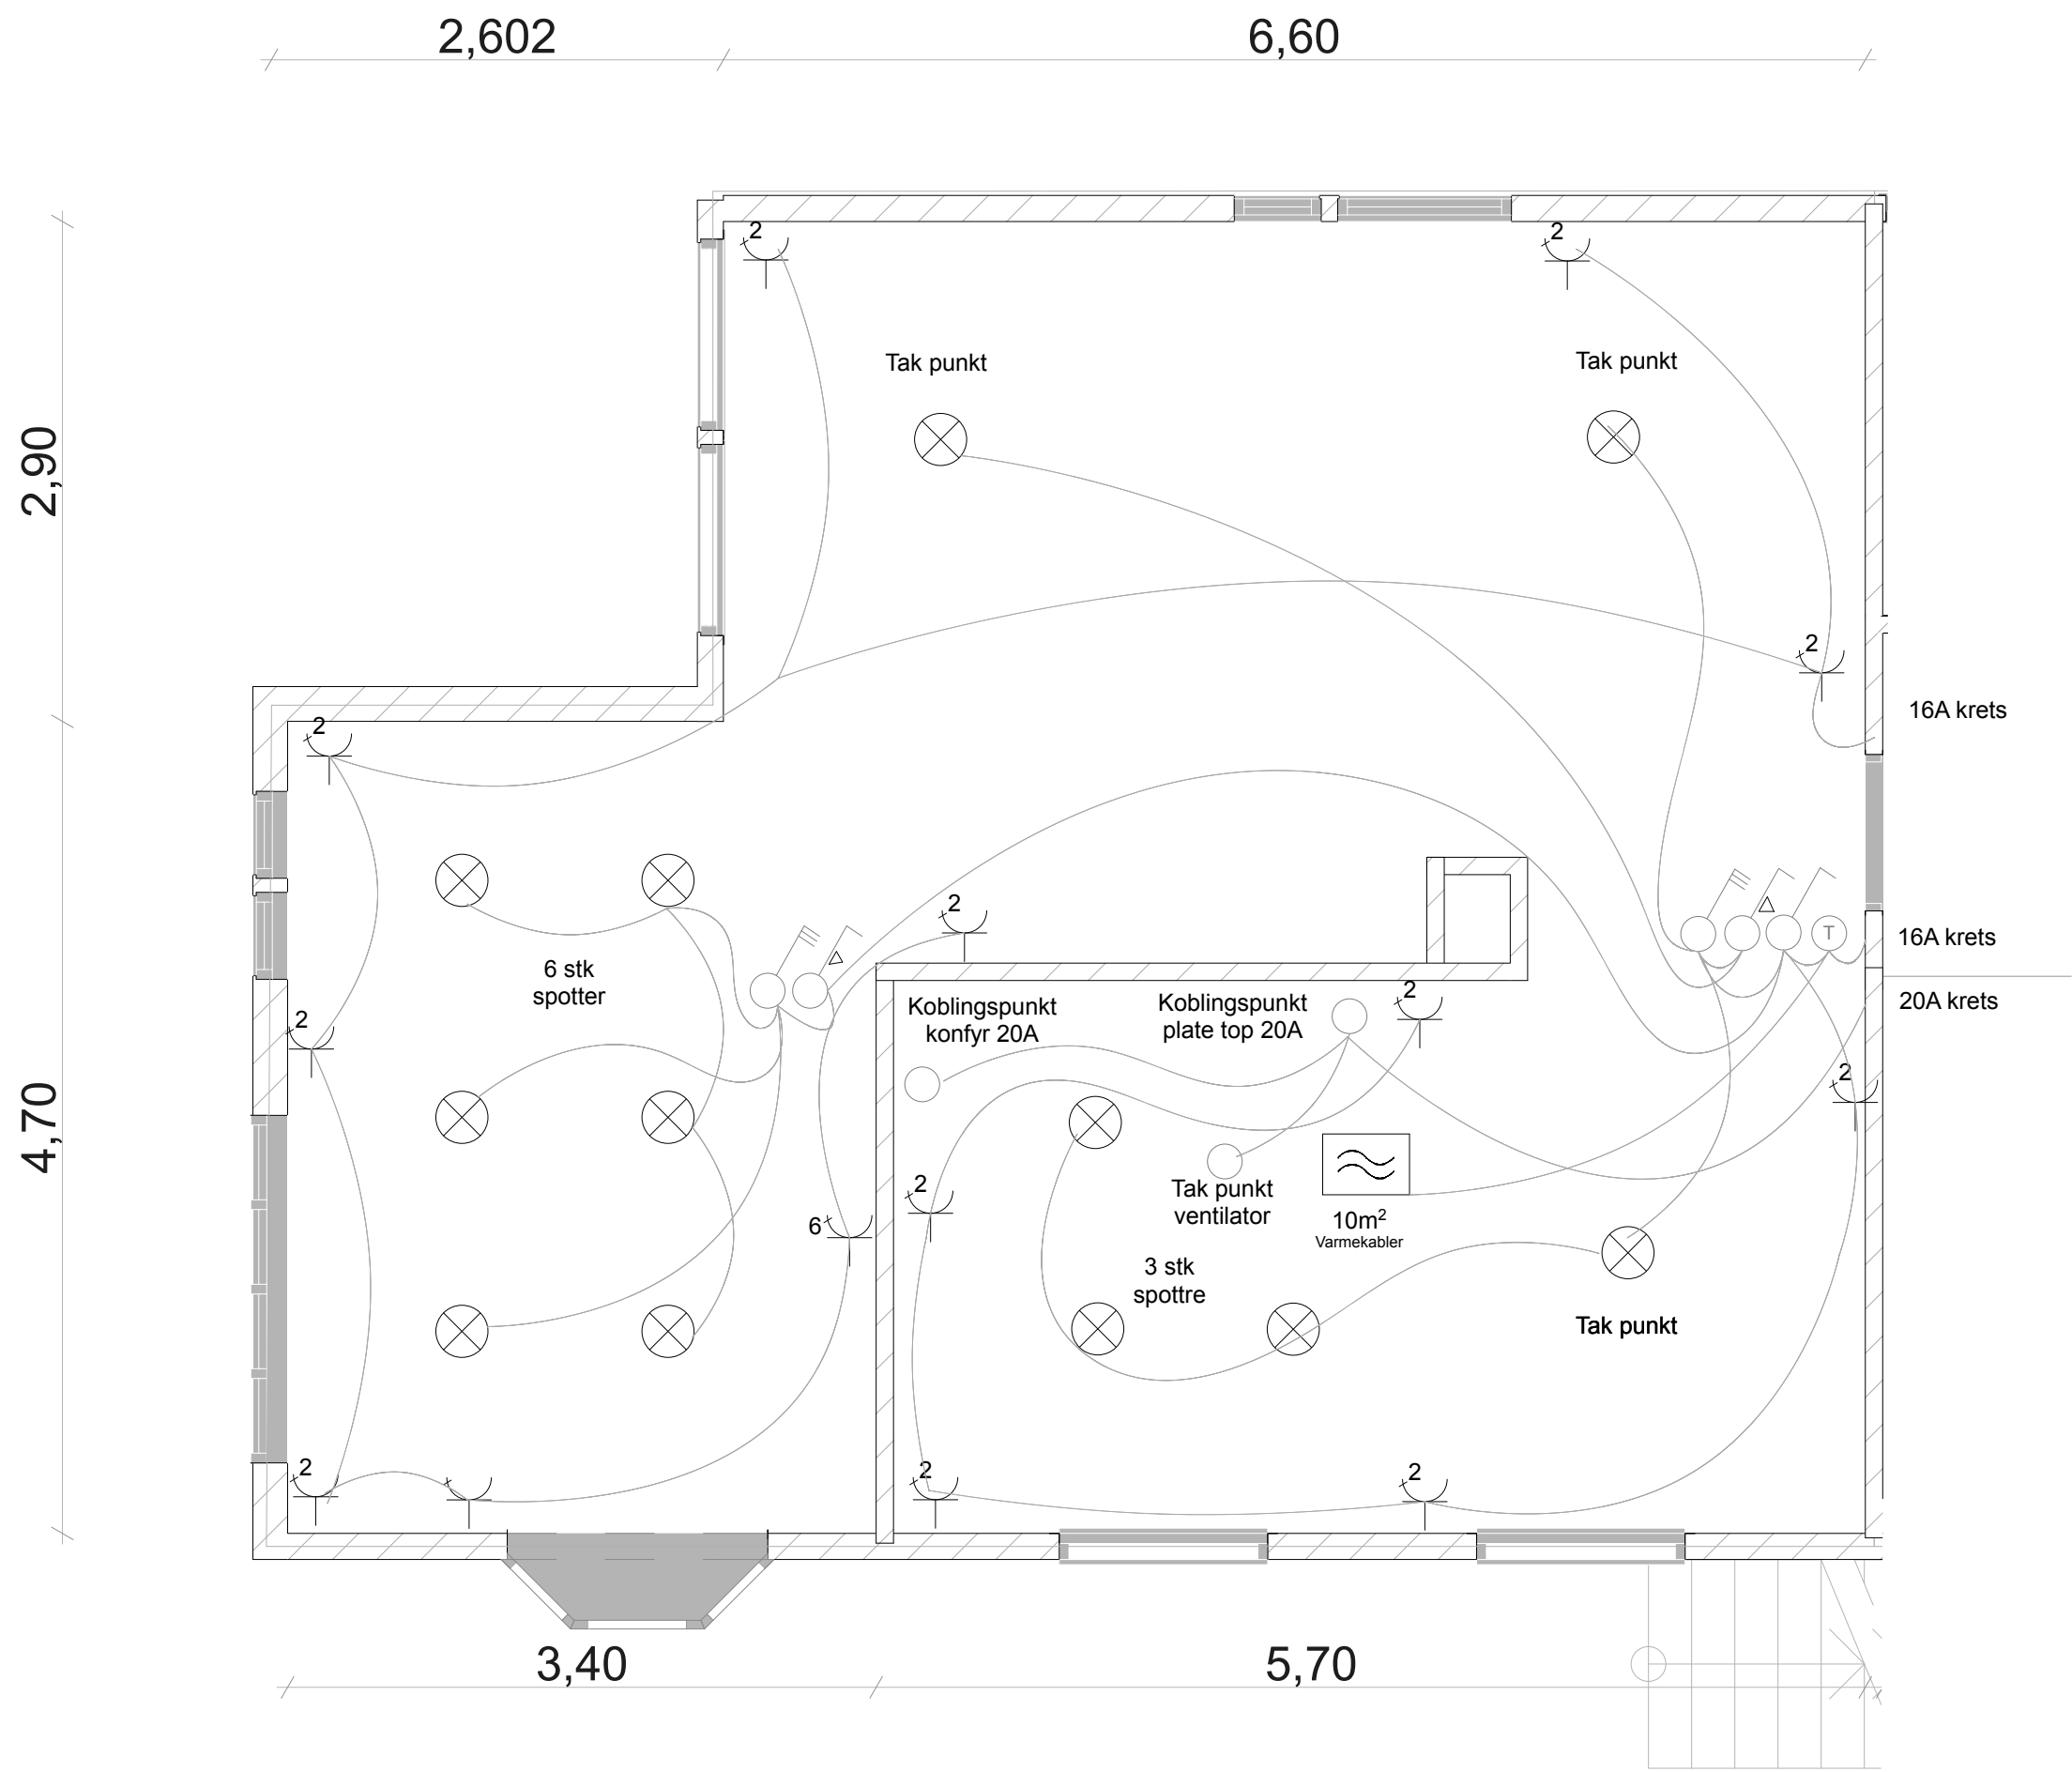 2,602
6,60
2
2
Tak punkt
Tak punkt
2,90
2
16A krets
2
2
16A krets
T
6 stk
spotter
2
Koblingspunkt
konfyr 20A
Koblingspunkt
plate top 20A
20A krets
2
2
4,70
2
Tak punkt
ventilator
10m²
Varmekabler
6
3 stk
spottre
Tak punkt
2
2
2
3,40
5,70